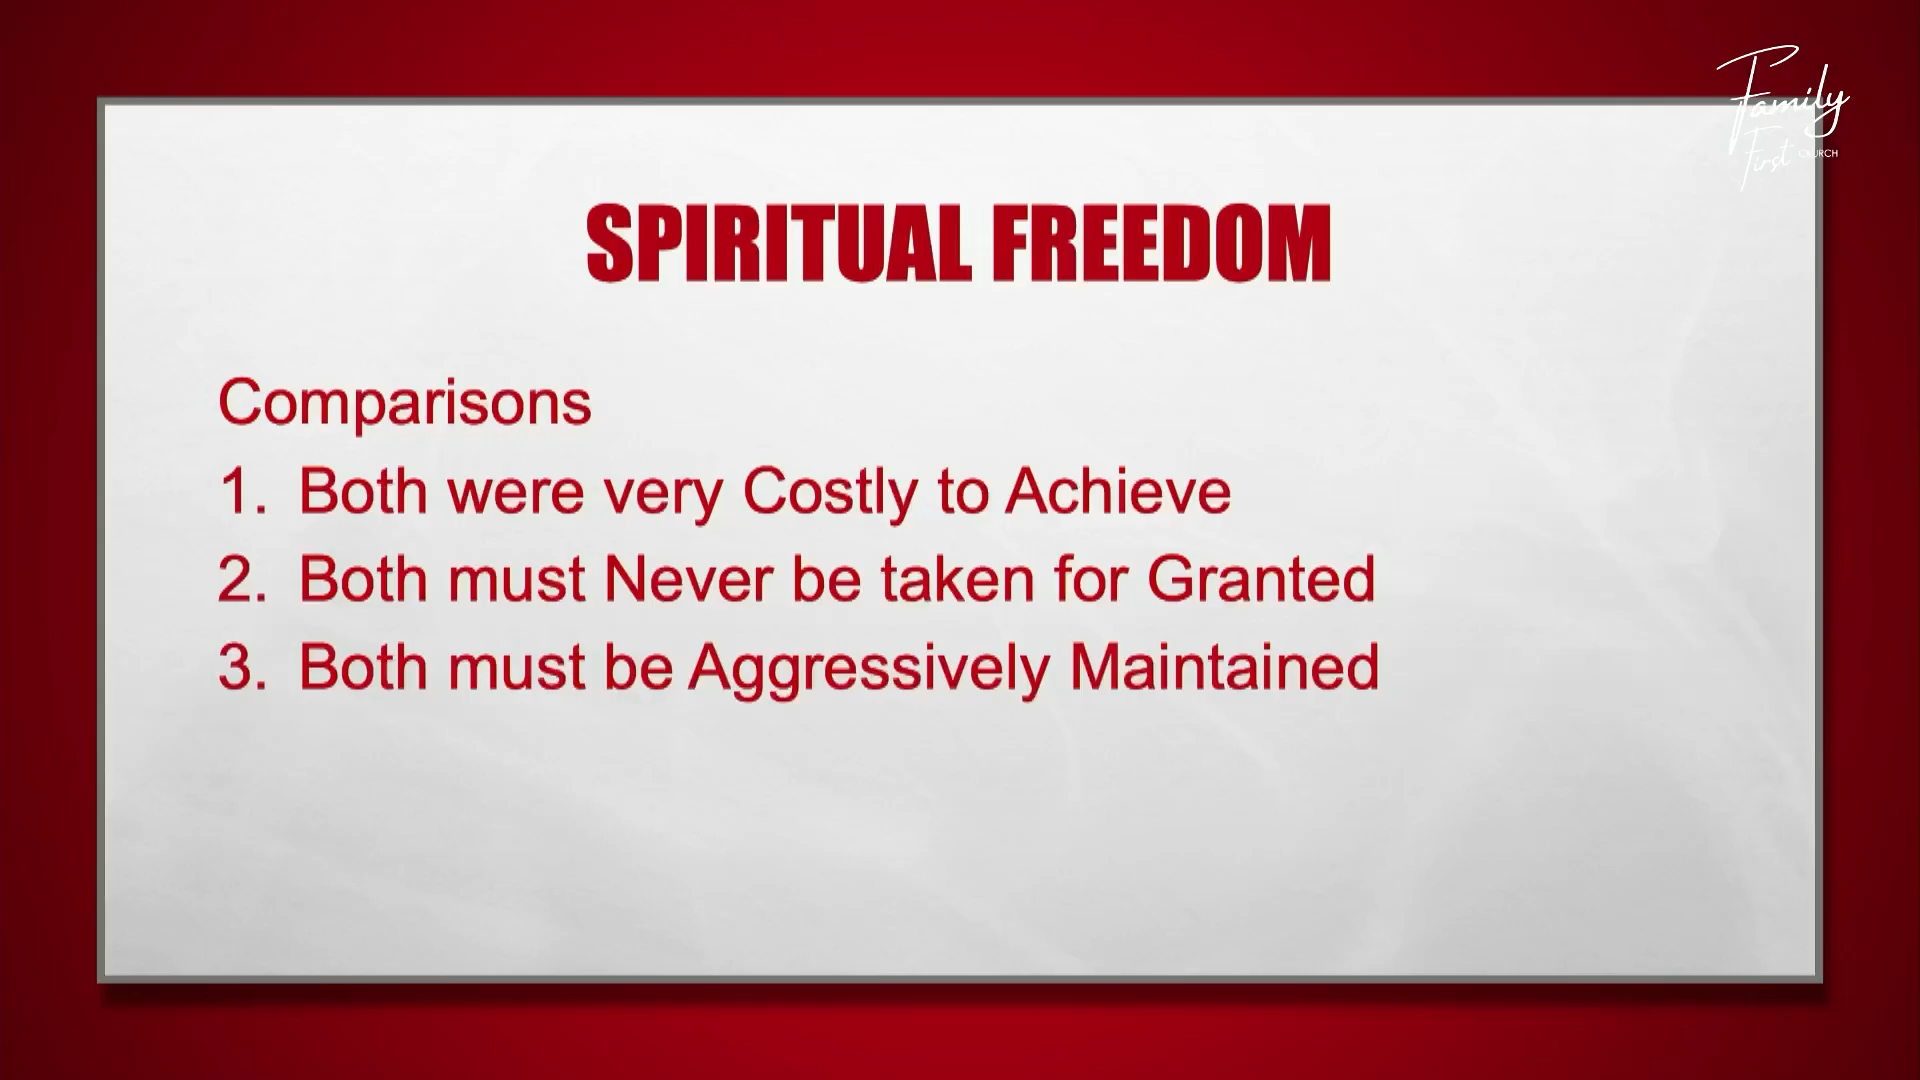 Family
First CHURCH
SPIRITUAL FREEDOM
Comparisons
1. Both were very Costly to Achieve
2. Both must Never be taken for Granted
3. Both must be Aggressively Maintained